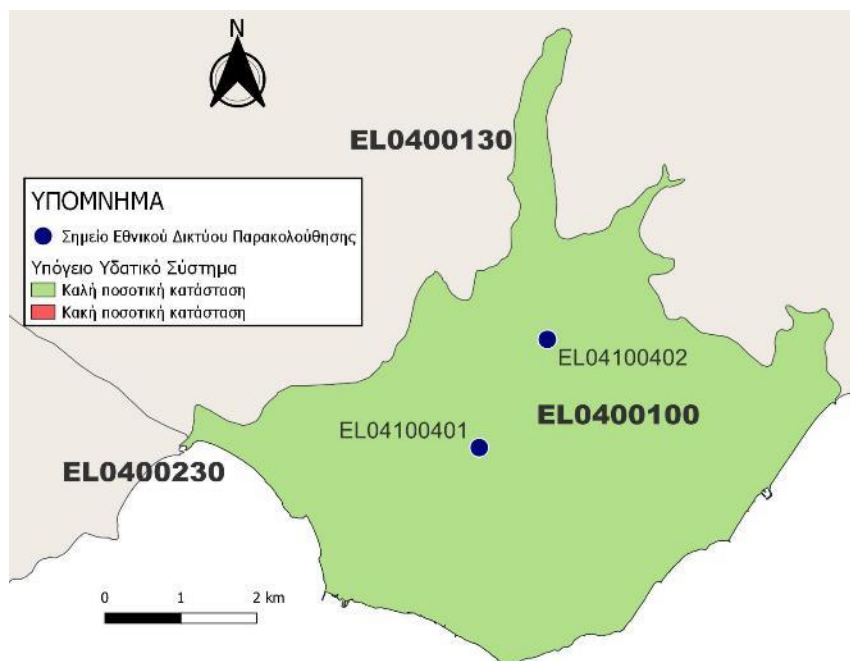 N
EL0400130
ΥΠΟΜΝΗΜΑ
Σημείο Εθνικού Δικτύου Παρακολούθησης
Υπόγειο Υδατικό Σύστημα
Καλή ποσοτική κατάσταση
Κακή ποσοτική κατάσταση
EL04100402
EL0400100
EL04100401
EL0400230
0 1 2 km